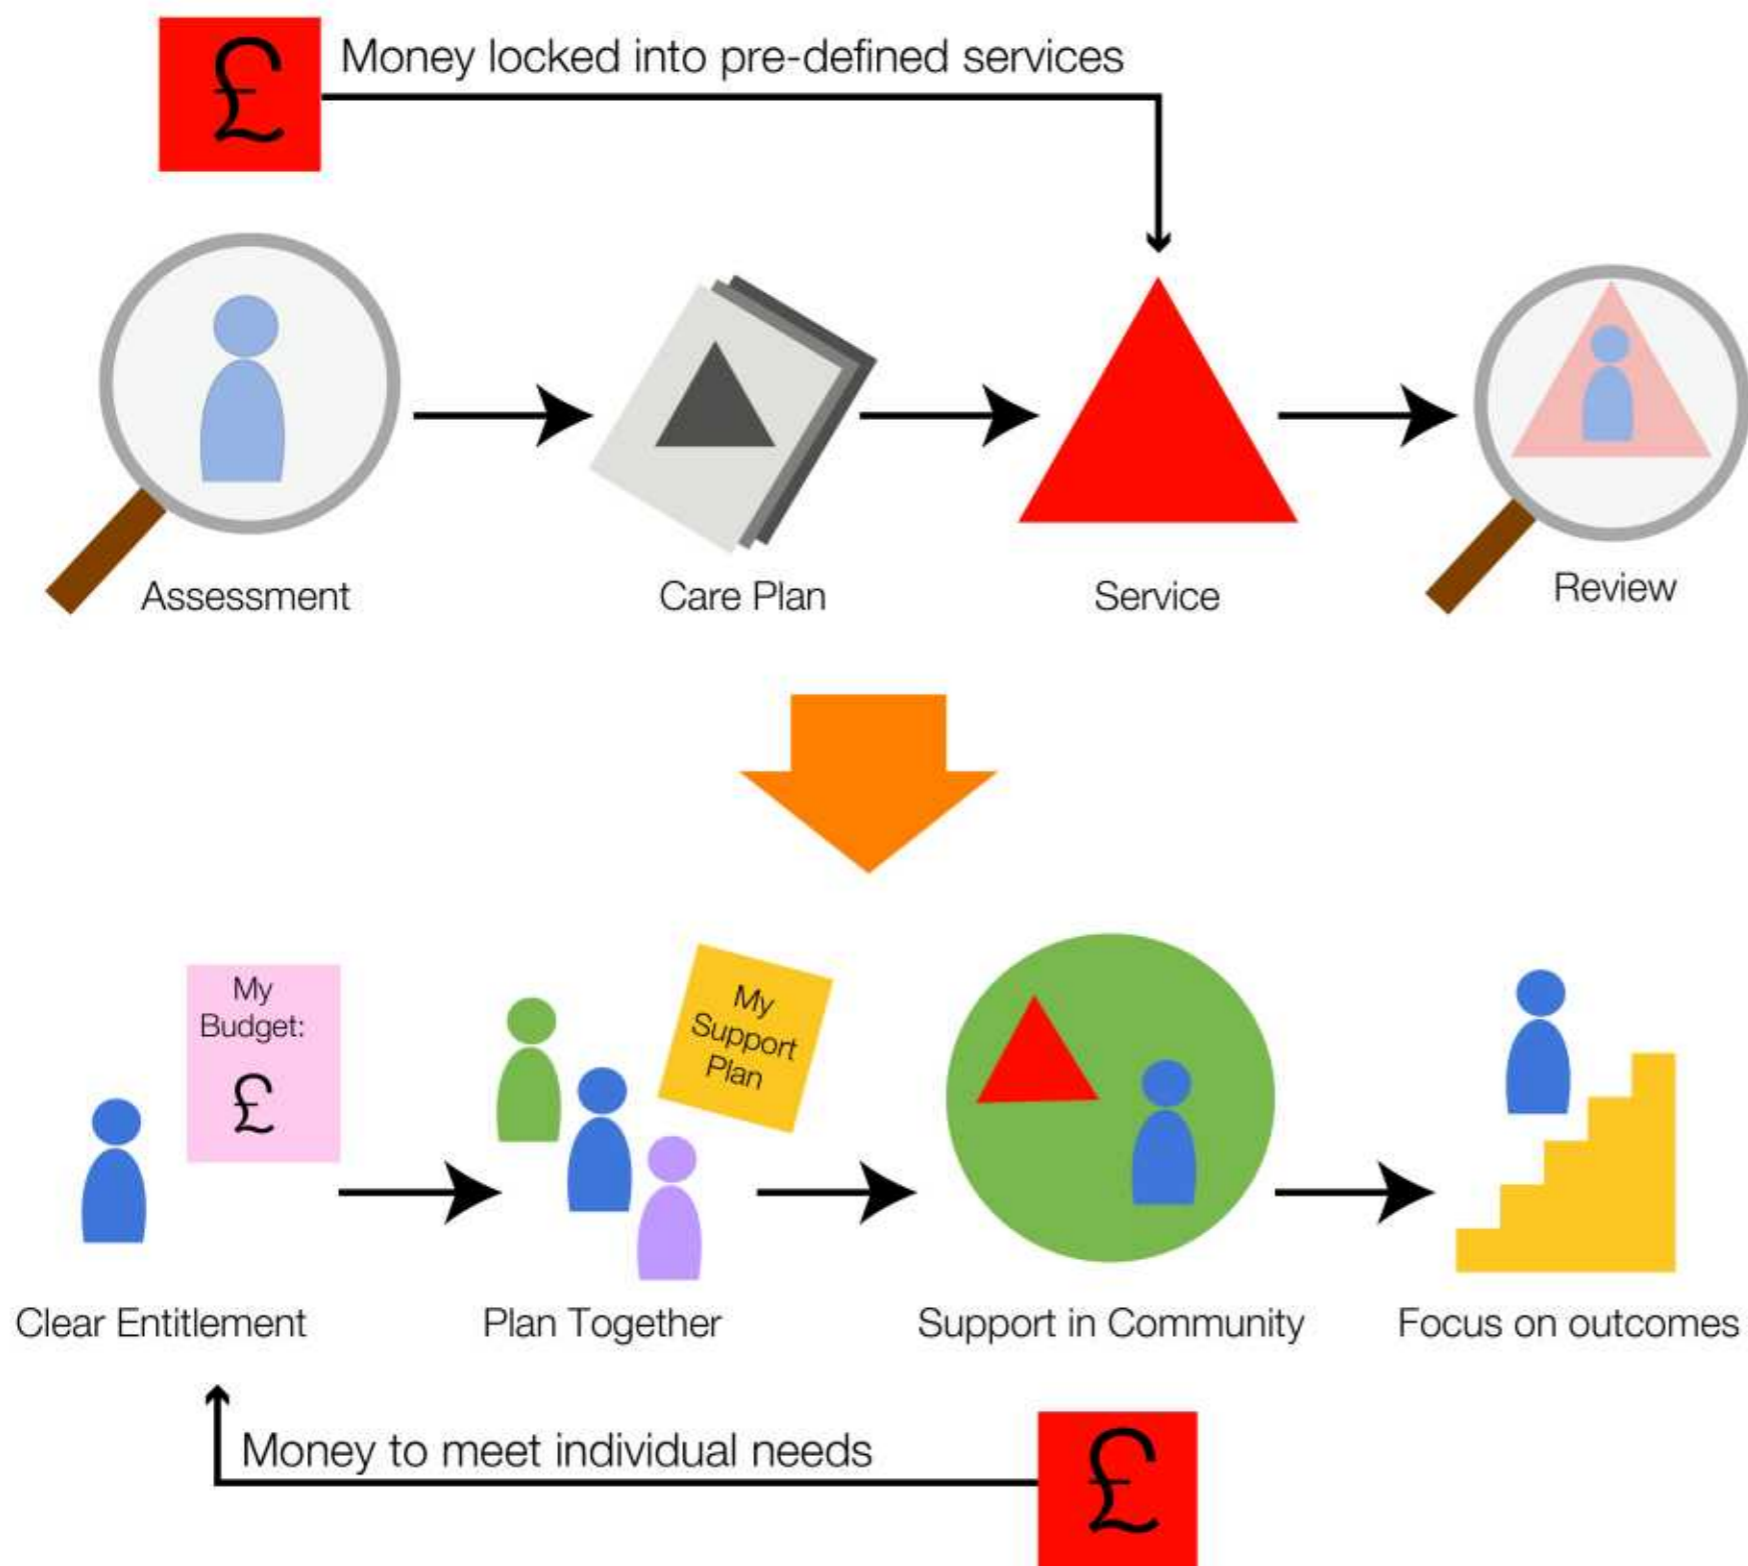 £
Money locked into pre-defined services
Assessment
Care Plan
Service
Review
My
Budget:
£
My
Support
Plan
Clear Entitlement
Plan Together
Support in Community
Focus on outcomes
Money to meet individual needs
£